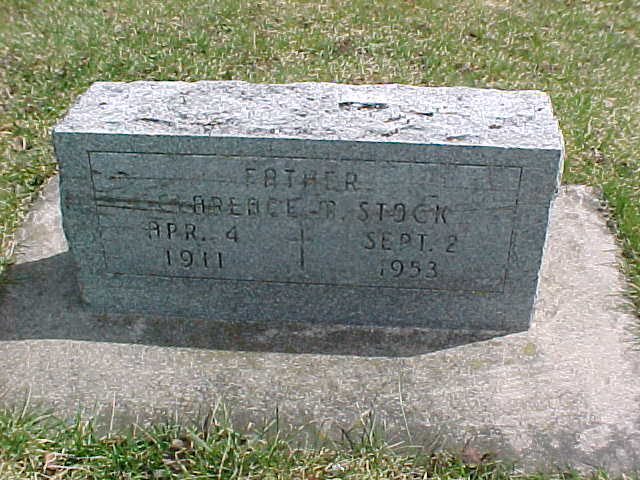 FATHER
CLARENCE STOCK
APR. 4 SEPT. 2
1911 1953